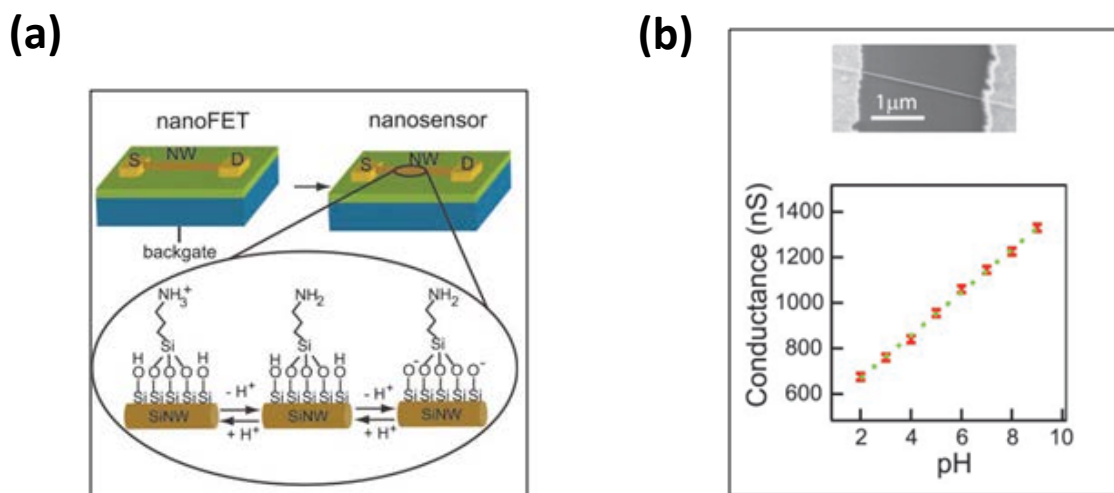 (a)
nanoFET
nanosensor
S NW D
S NW D
backgate
NH3+
NH2
NH2
Si
Si
Si
H H
H H
O O O O O
O O O O O
O- O O O O-
Si Si Si Si Si
Si Si Si Si Si
Si Si Si Si Si
- H+
- H+
SiNW
SiNW
SiNW
+ H+
+ H+
(b)
1μm
Conductance (nS)
1400
1200
1000
800
600
2 4 6 8 10
pH